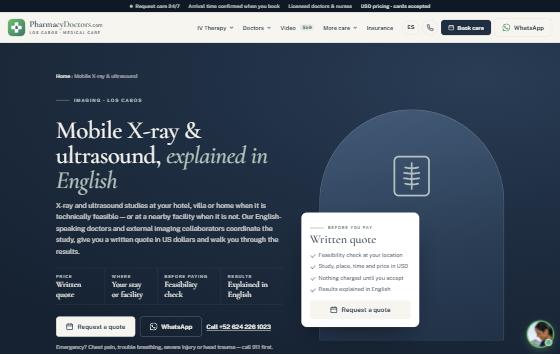 Request care 24/7 Arrival time confirmed when you book Licensed doctors & nurses USD pricing · cards accepted
PharmacyDoctors.com
LOS CABOS · MEDICAL CARE
IV Therapy Doctors Video $50 More care Insurance ES Book care WhatsApp
Home › Mobile X-ray & ultrasound
IMAGING · LOS CABOS
Mobile X-ray &
ultrasound, explained in
English
X-ray and ultrasound studies at your hotel, villa or home when it is
technically feasible — or at a nearby facility when it is not. Our English-
speaking doctors and external imaging collaborators coordinate the
study, give you a written quote in US dollars and walk you through the
results.
PRICE
Written
quote
WHERE
Your stay
or facility
BEFORE PAYING
Feasibility
check
RESULTS
Explained in
English
Request a quote WhatsApp Call +52 624 226 1023
Emergency? Chest pain, trouble breathing, severe injury or head trauma — call 911 first.
BEFORE YOU PAY
Written quote
Feasibility check at your location
Study, place, time and price in USD
Nothing charged until you accept
Results explained in English
Request a quote